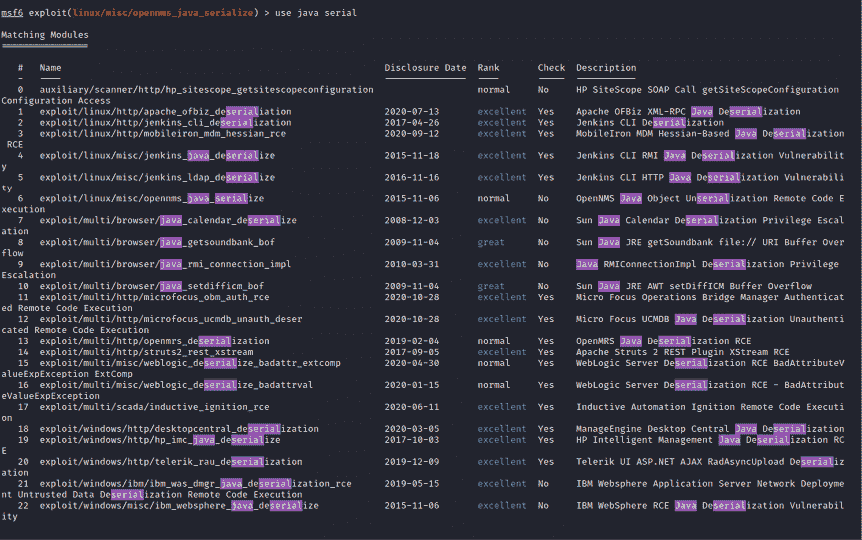 msf6 exploit(linux/misc/opennms_java_serialize) > use java serial
Matching Modules
================
# Name Disclosure Date Rank Check Description
- ---- --------------- ---- ----- -----------
0 auxiliary/scanner/http/hp_sitescope_getsitescopeconfiguration normal No HP SiteScope SOAP Call getSiteScopeConfiguration
Configuration Access
1 exploit/linux/http/apache_ofbiz_deserialiation 2020-07-13 excellent Yes Apache OFBiz XML-RPC Java Deserialization
2 exploit/linux/http/jenkins_cli_deserialization 2017-04-26 excellent Yes Jenkins CLI Deserialization
3 exploit/linux/http/mobileiron_mdm_hessian_rce 2020-09-12 excellent Yes MobileIron MDM Hessian-Based Java Deserialization
RCE
4 exploit/linux/misc/jenkins_java_deserialize 2015-11-18 excellent Yes Jenkins CLI RMI Java Deserialization Vulnerabilit
y
5 exploit/linux/misc/jenkins_ldap_deserialize 2016-11-16 excellent Yes Jenkins CLI HTTP Java Deserialization Vulnerabili
ty
6 exploit/linux/misc/opennms_java_serialize 2015-11-06 normal No OpenNMS Java Object Unserialization Remote Code E
xecution
7 exploit/multi/browser/java_calendar_deserialize 2008-12-03 excellent No Sun Java Calendar Deserialization Privilege Escal
ation
8 exploit/multi/browser/java_getsoundbank_bof 2009-11-04 great No Sun Java JRE getSoundbank file:// URI Buffer Over
flow
9 exploit/multi/browser/java_rmi_connection_impl 2010-03-31 excellent No Java RMIConnectionImpl Deserialization Privilege
Escalation
10 exploit/multi/browser/java_setdifficm_bof 2009-11-04 great No Sun Java JRE AWT setDiffICM Buffer Overflow
11 exploit/multi/http/microfocus_obm_auth_rce 2020-10-28 excellent Yes Micro Focus Operations Bridge Manager Authenticat
ed Remote Code Execution
12 exploit/multi/http/microfocus_ucmdb_unauth_deser 2020-10-28 excellent Yes Micro Focus UCMDB Java Deserialization Unauthenti
cated Remote Code Execution
13 exploit/multi/http/openmrs_deserialization 2019-02-04 normal Yes OpenMRS Java Deserialization RCE
14 exploit/multi/http/struts2_rest_xstream 2017-09-05 excellent Yes Apache Struts 2 REST Plugin XStream RCE
15 exploit/multi/misc/weblogic_deserialize_badattr_extcomp 2020-04-30 normal Yes WebLogic Server Deserialization RCE BadAttributeV
alueExpException ExtComp
16 exploit/multi/misc/weblogic_deserialize_badattrval 2020-01-15 normal Yes WebLogic Server Deserialization RCE - BadAttribut
eValueExpException
17 exploit/multi/scada/inductive_ignition_rce 2020-06-11 excellent Yes Inductive Automation Ignition Remote Code Executi
on
18 exploit/windows/http/desktopcentral_deserialization 2020-03-05 excellent Yes ManageEngine Desktop Central Java Deserialization
19 exploit/windows/http/hp_imc_java_deserialize 2017-10-03 excellent Yes HP Intelligent Management Java Deserialization RC
E
20 exploit/windows/http/telerik_rau_deserialization 2019-12-09 excellent Yes Telerik UI ASP.NET AJAX RadAsyncUpload Deserializ
ation
21 exploit/windows/ibm/ibm_was_dmgr_java_deserialization_rce 2019-05-15 excellent No IBM WebSphere Application Server Network Deployme
nt Untrusted Data Deserialization Remote Code Execution
22 exploit/windows/misc/ibm_websphere_java_deserialize 2015-11-06 excellent No IBM WebSphere RCE Java Deserialization Vulnerabil
ity